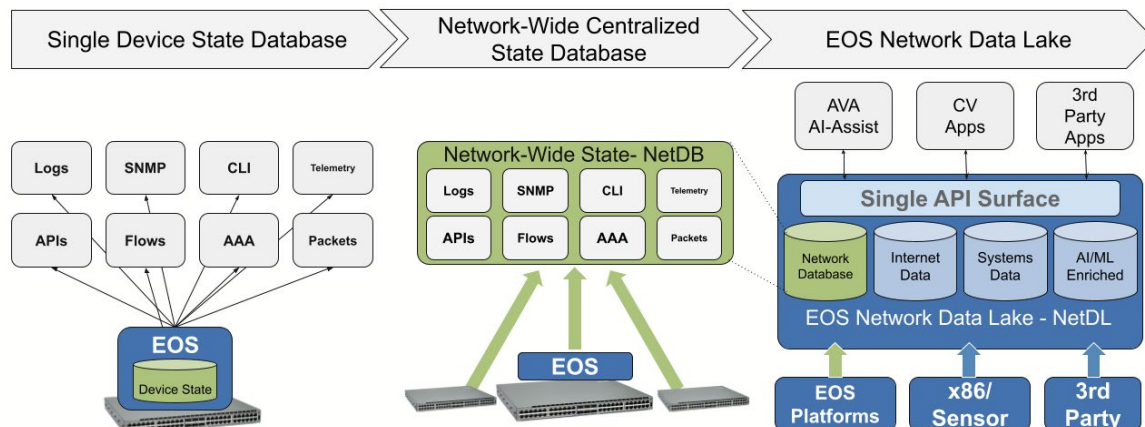 Single Device State Database
Network-Wide Centralized
State Database
EOS Network Data Lake
Logs
SNMP
CLI
Telemetry
APIs
Flows
AAA
Packets
EOS
Device State
Network-Wide State- NetDB
Logs
SNMP
CLI
Telemetry
APIs
Flows
AAA
Packets
EOS
AVA
AI-Assist
CV
Apps
3rd
Party
Apps
Single API Surface
Network
Database
Internet
Data
Systems
Data
AI/ML
Enriched
EOS Network Data Lake - NetDL
EOS
Platforms
x86/
Sensor
3rd
Party